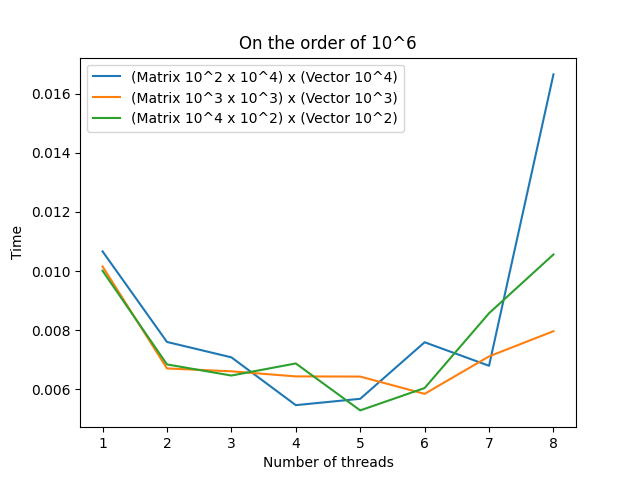 On the order of 10^6
(Matrix 10^2 x 10^4) x (Vector 10^4)
(Matrix 10^3 x 10^3) x (Vector 10^3)
(Matrix 10^4 x 10^2) x (Vector 10^2)
Time
0.016
0.014
0.012
0.010
0.008
0.006
1 2 3 4 5 6 7 8
Number of threads